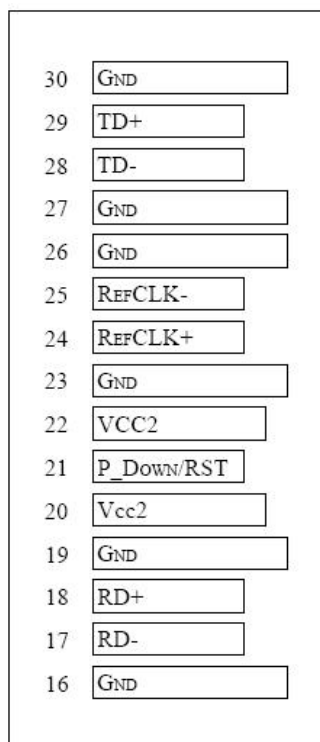 30 GND
29 TD+
28 TD-
27 GND
26 GND
25 REFCLK-
24 REFCLK+
23 GND
22 VCC2
21 P_DOWN/RST
20 Vcc2
19 GND
18 RD+
17 RD-
16 GND